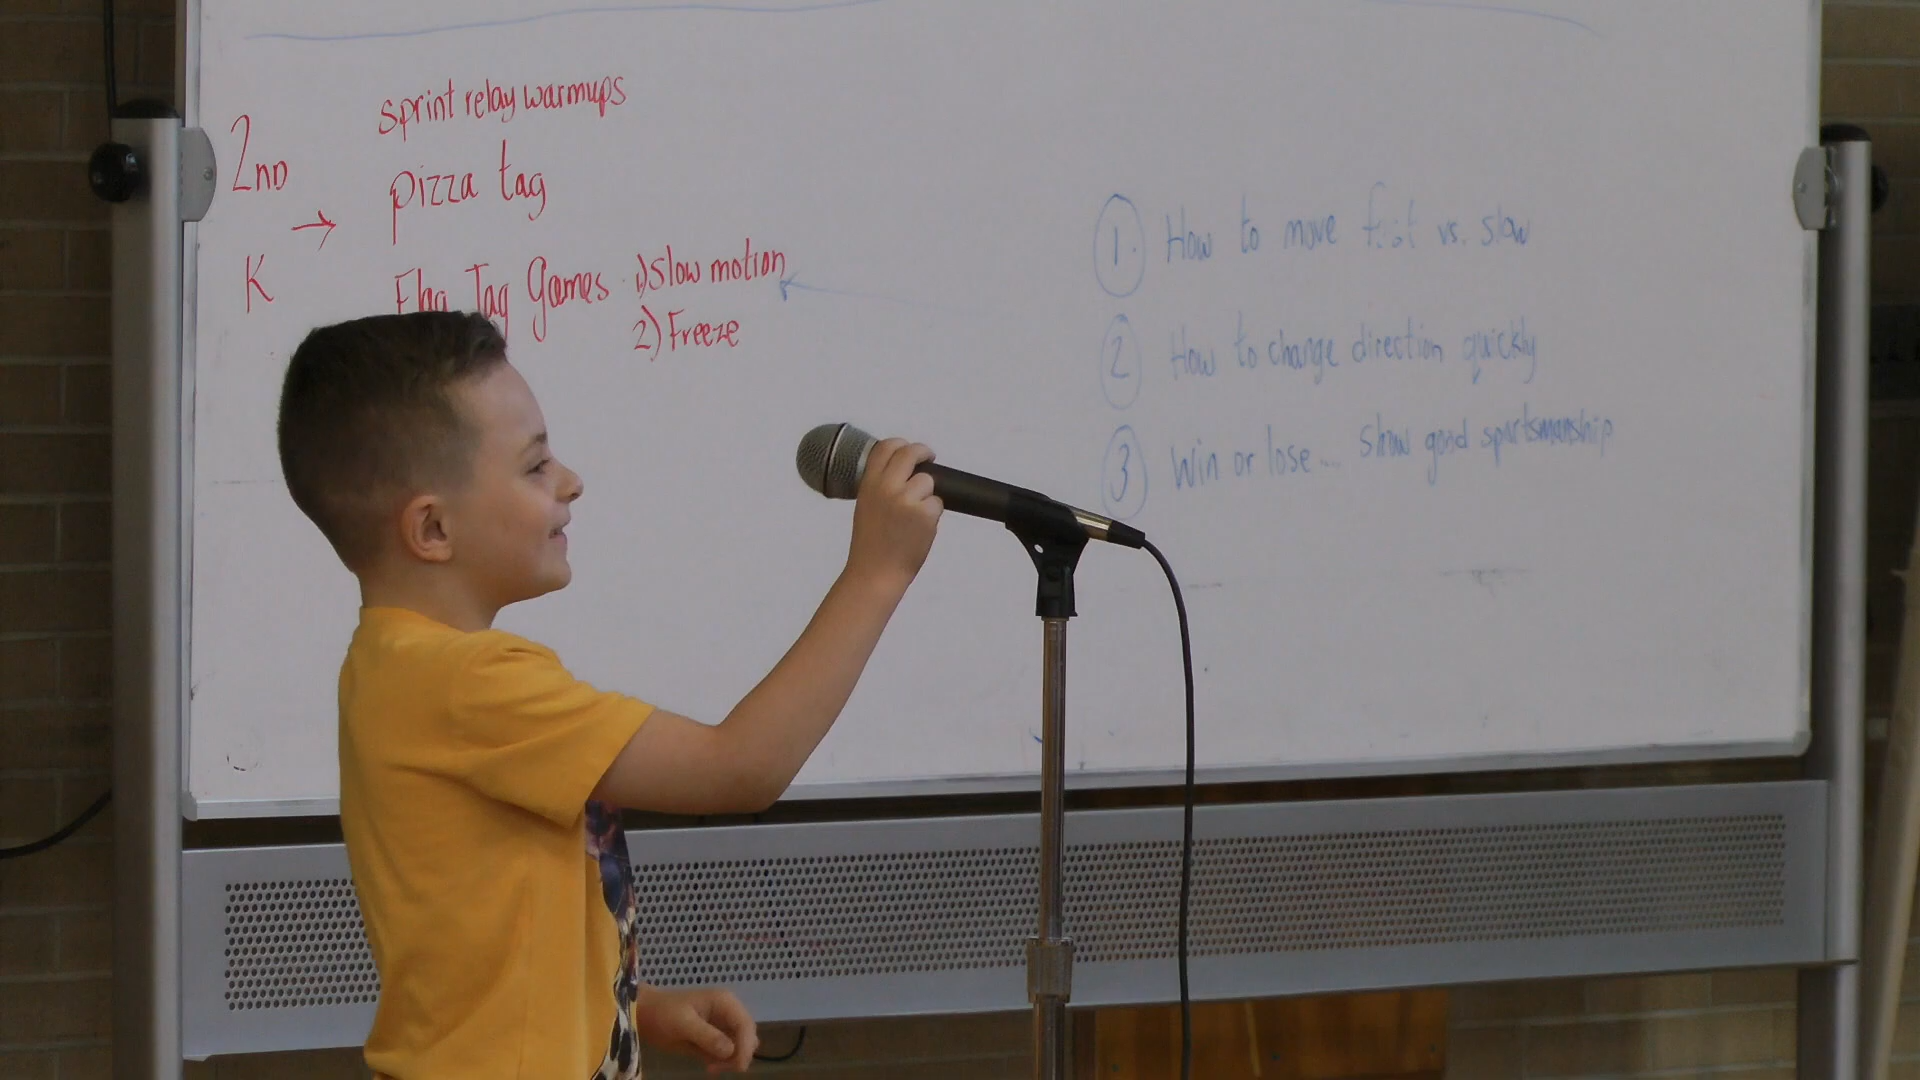 sprint relay warmups
2ND
pizza tag
→
K
Tag Games 1) Slow motion
2) Freeze
1. How to move fast vs. slow
2 How to change direction quickly
3 Win or lose... show good sportsmanship